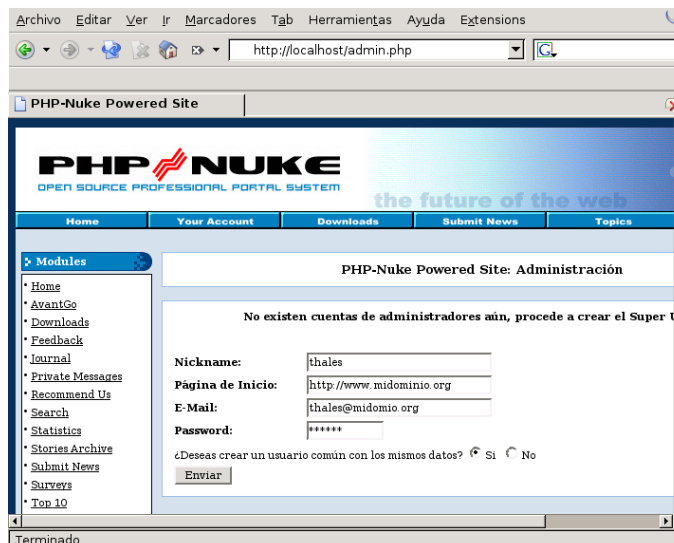 Archivo Editar Ver Ir Marcadores Tab Herramientas Ayuda Extensions
http://localhost/admin.php
G
PHP-Nuke Powered Site
PHP NUKE
OPEN SOURCE PROFESSIONAL PORTAL SYSTEM
the future of the web
Home Your Account Downloads Submit News Topics
Modules
Home
AvantGo
Downloads
Feedback
Journal
Private Messages
Recommend Us
Search
Statistics
Stories Archive
Submit News
Surveys
Top 10
PHP-Nuke Powered Site: Administración
No existen cuentas de administradores aún, procede a crear el Super U
Nickname: thales
Página de Inicio: http://www.midominio.org
E-Mail: thales@midomio.org
Password: ******
¿Deseas crear un usuario común con los mismos datos? Si No
Enviar
Terminado